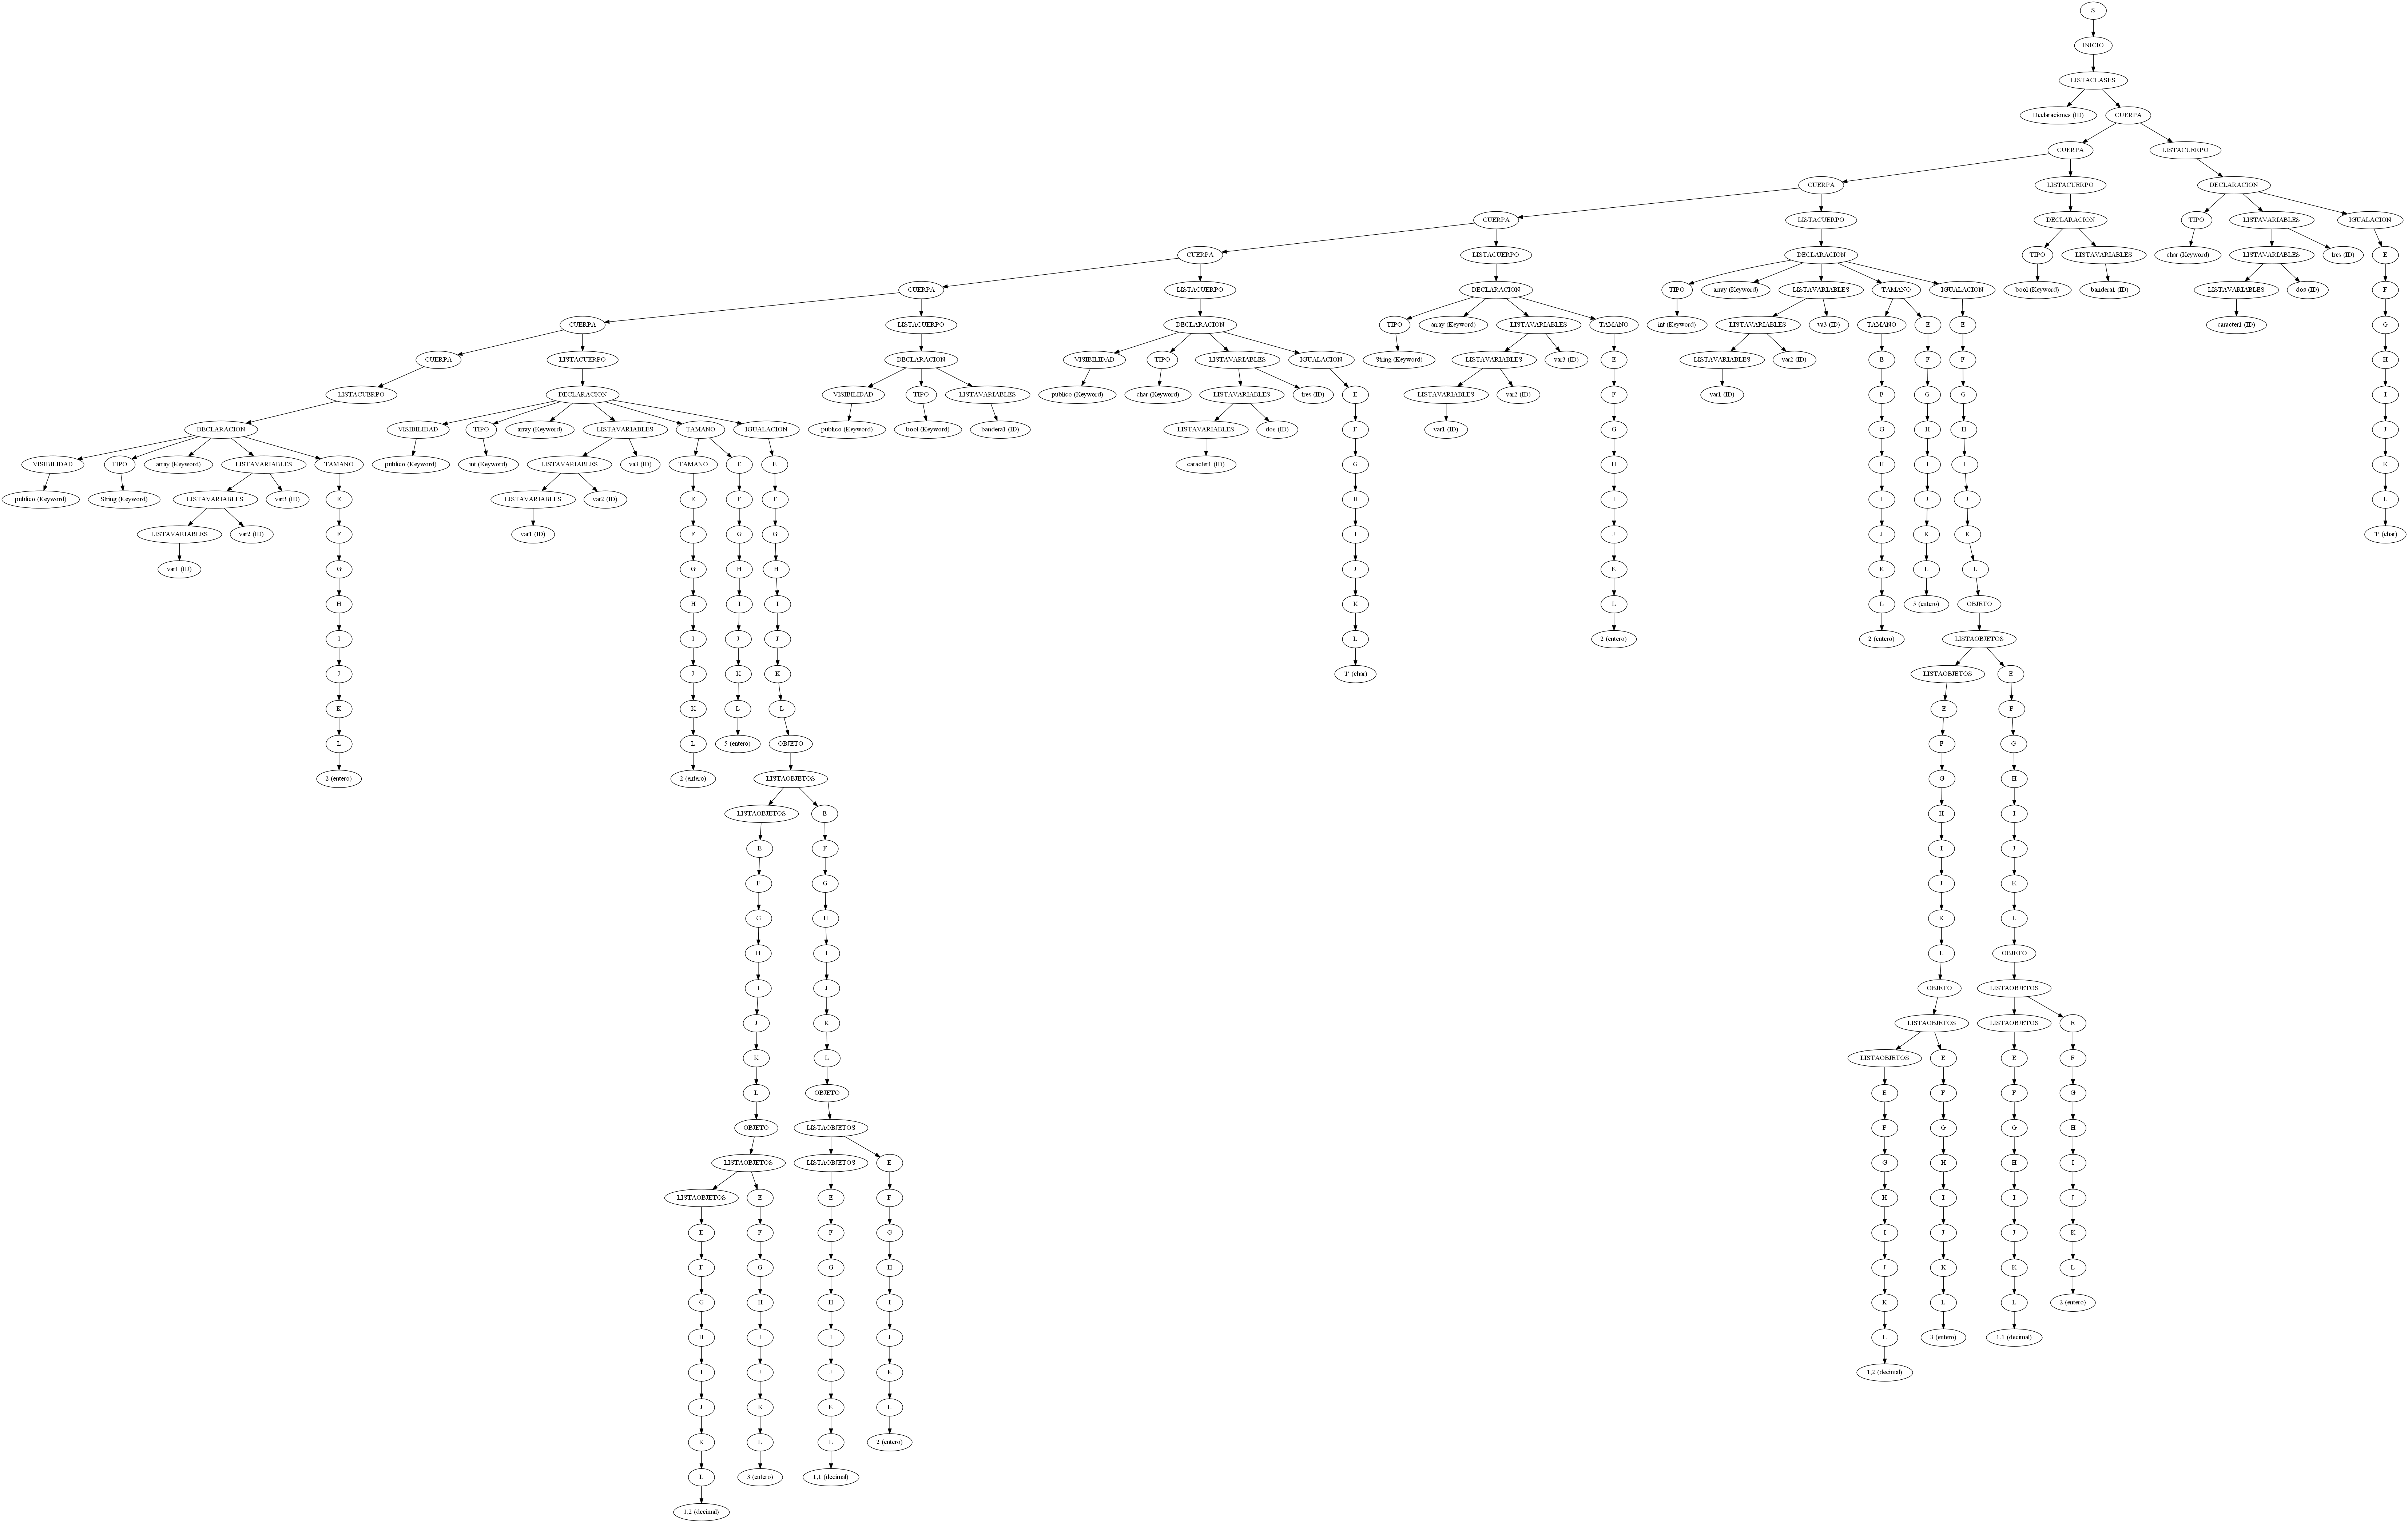 S
INICIO
LISTACLASES
Declaraciones (ID) CUERPA
CUERPA LISTACUERPO
CUERPA LISTACUERPO DECLARACION
CUERPA LISTACUERPO DECLARACION TIPO LISTAVARIABLES IGUALACION
CUERPA LISTACUERPO DECLARACION TIPO LISTAVARIABLES char (Keyword) LISTAVARIABLES tres (ID) E
CUERPA LISTACUERPO DECLARACION TIPO array (Keyword) LISTAVARIABLES TAMANO IGUALACION bool (Keyword) bandera1 (ID) LISTAVARIABLES dos (ID) F
CUERPA LISTACUERPO DECLARACION TIPO array (Keyword) LISTAVARIABLES TAMANO int (Keyword) LISTAVARIABLES va3 (ID) TAMANO E E caracter1 (ID) G
CUERPA LISTACUERPO DECLARACION VISIBILIDAD TIPO LISTAVARIABLES IGUALACION String (Keyword) LISTAVARIABLES var3 (ID) E LISTAVARIABLES var2 (ID) E F F H
LISTACUERPO DECLARACION VISIBILIDAD TIPO LISTAVARIABLES publico (Keyword) char (Keyword) LISTAVARIABLES tres (ID) E LISTAVARIABLES var2 (ID) F var1 (ID) F G G I
DECLARACION VISIBILIDAD TIPO array (Keyword) LISTAVARIABLES TAMANO IGUALACION publico (Keyword) bool (Keyword) bandera1 (ID) LISTAVARIABLES dos (ID) F var1 (ID) G G H H J
VISIBILIDAD TIPO array (Keyword) LISTAVARIABLES TAMANO publico (Keyword) int (Keyword) LISTAVARIABLES va3 (ID) TAMANO E E caracter1 (ID) G H H I I K
publico (Keyword) String (Keyword) LISTAVARIABLES var3 (ID) E LISTAVARIABLES var2 (ID) E F F H I I J J L
LISTAVARIABLES var2 (ID) F var1 (ID) F G G I J J K K '1' (char)
var1 (ID) G G H H J K K L L
H H I I K L L 5 (entero) OBJETO
I I J J L 2 (entero) 2 (entero) LISTAOBJETOS
J J K K '1' (char) LISTAOBJETOS E
K K L L E F
L L 5 (entero) OBJETO F G
2 (entero) 2 (entero) LISTAOBJETOS G H
LISTAOBJETOS E H I
E F I J
F G J K
G H K L
H I L OBJETO
I J OBJETO LISTAOBJETOS
J K LISTAOBJETOS LISTAOBJETOS E
K L LISTAOBJETOS E E F
L OBJETO E F F G
OBJETO LISTAOBJETOS F G G H
LISTAOBJETOS LISTAOBJETOS E G H H I
LISTAOBJETOS E E F H I I J
E F F G I J J K
F G G H J K K L
G H H I K L L 2 (entero)
H I I J L 3 (entero) 1,1 (decimal)
I J J K 1,2 (decimal)
J K K L
K L L 2 (entero)
L 3 (entero) 1,1 (decimal)
1,2 (decimal)